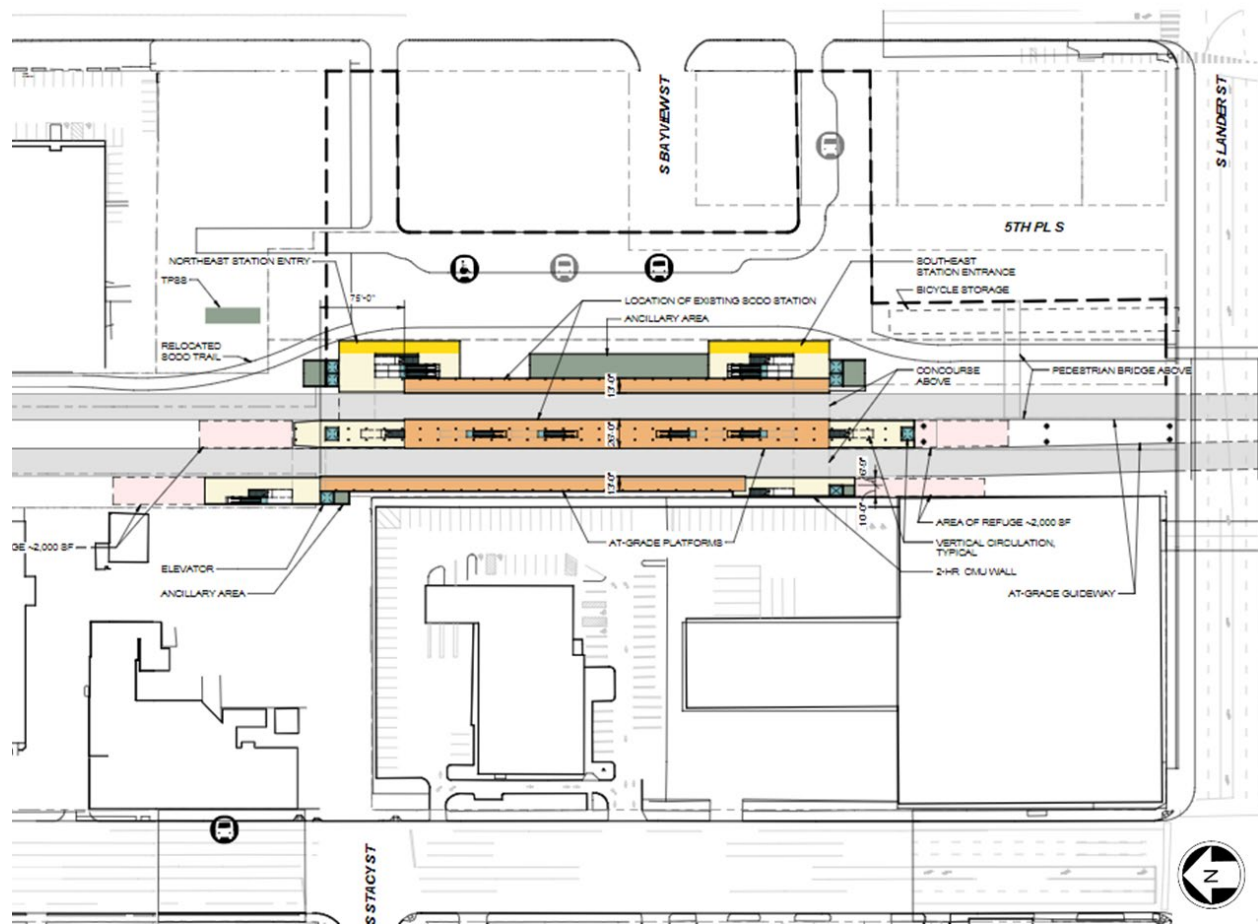 S BAYVIEW ST
S LANDER ST
5TH PL S
NORTHEAST STATION ENTRY
TPSS
75'-0"
RELOCATED
SODO TRAIL
LOCATION OF EXISTING SODO STATION
ANCILLARY AREA
SOUTHEAST
STATION ENTRANCE
BICYCLE STORAGE
CONCOURSE
ABOVE
PEDESTRIAN BRIDGE ABOVE
13'-0"
13'-0"
10'-0"
GE ~2,000 SF
ELEVATOR
ANCILLARY AREA
AT-GRADE PLATFORMS
AREA OF REFUGE ~2,000 SF
VERTICAL CIRCULATION,
TYPICAL
2-HR CMU WALL
AT-GRADE GUIDEWAY
S STACY ST
N